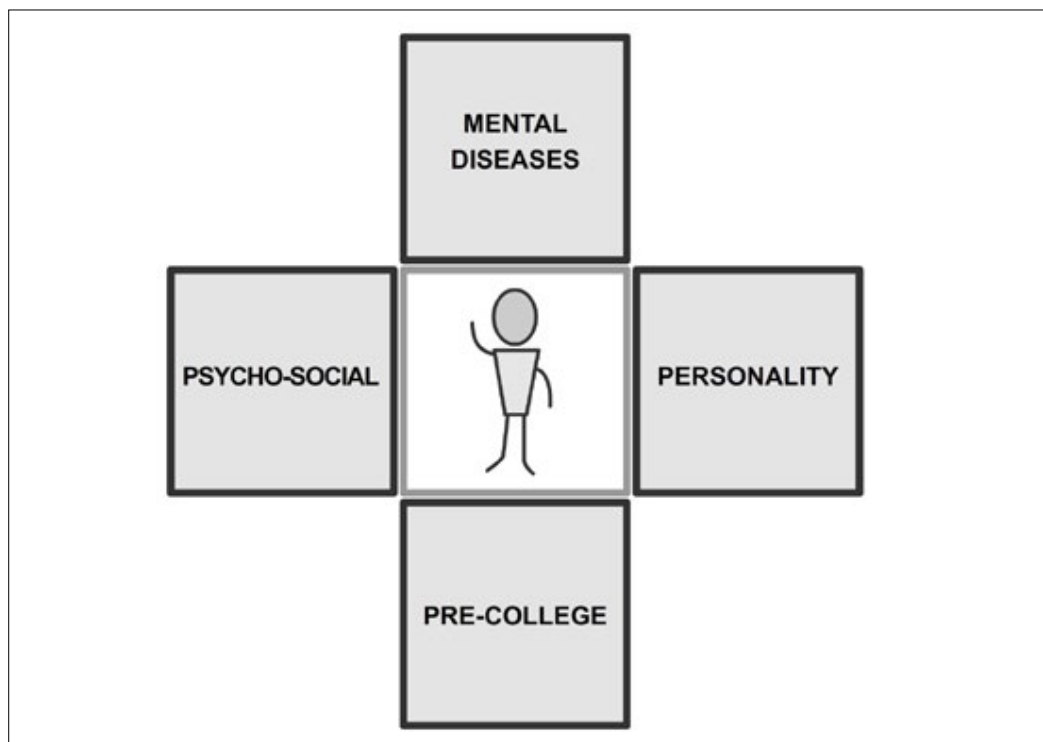 MENTAL
DISEASES
PSYCHO-SOCIAL
PERSONALITY
PRE-COLLEGE